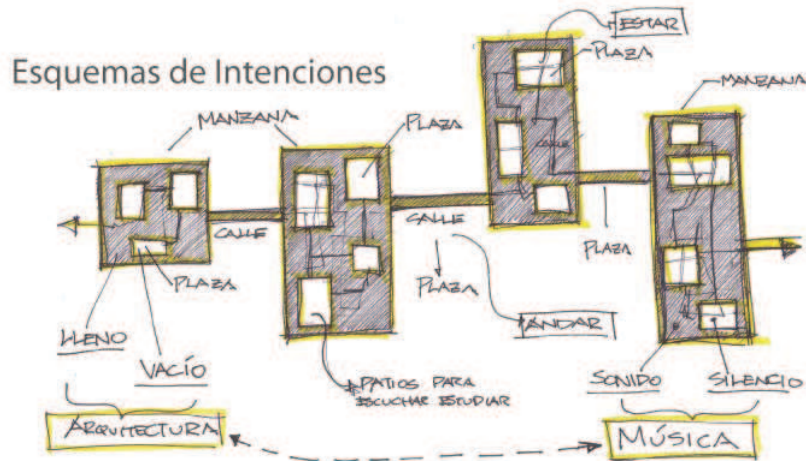 Esquemas de Intenciones
ESTAR
PLAZA
MANZANA
MANZANA
PLAZA
CALLE
CALLE
CALLE
PLAZA
PLAZA
PLAZA
LLENO
VACÍO
ANDAR
PATIOS PARA
ESCUCHAR ESTUDIAR
SONIDO
SILENCIO
ARQUITECTURA
MÚSICA